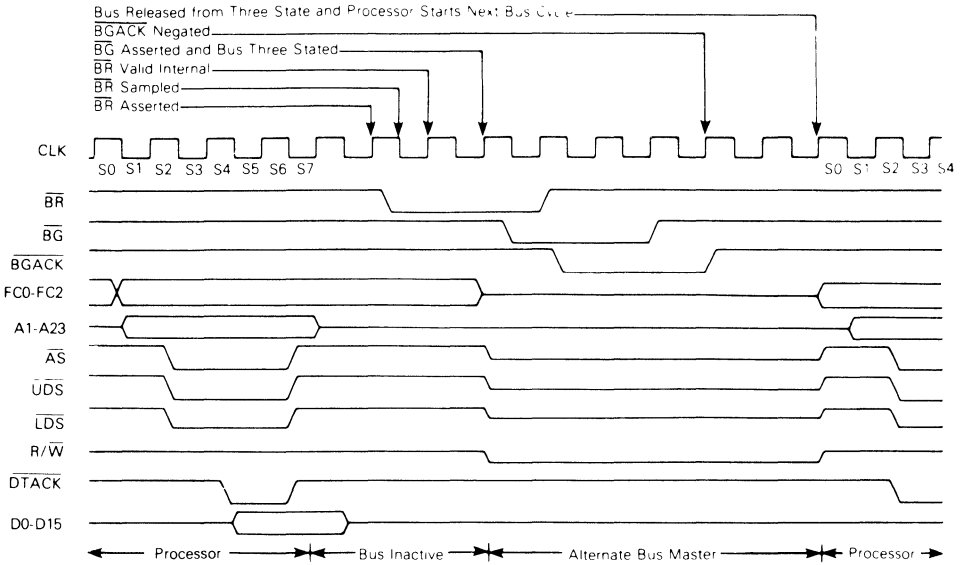 Bus Released from Three State and Processor Starts Next Bus Cycle
BGACK Negated
BG Asserted and Bus Three Stated
BR Valid Internal
BR Sampled
BR Asserted
CLK
S0 S1 S2 S3 S4 S5 S6 S7 S0 S1 S2 S3 S4
BR
BG
BGACK
FC0-FC2
A1-A23
AS
UDS
LDS
R/W
DTACK
D0-D15
Processor Bus Inactive Alternate Bus Master Processor